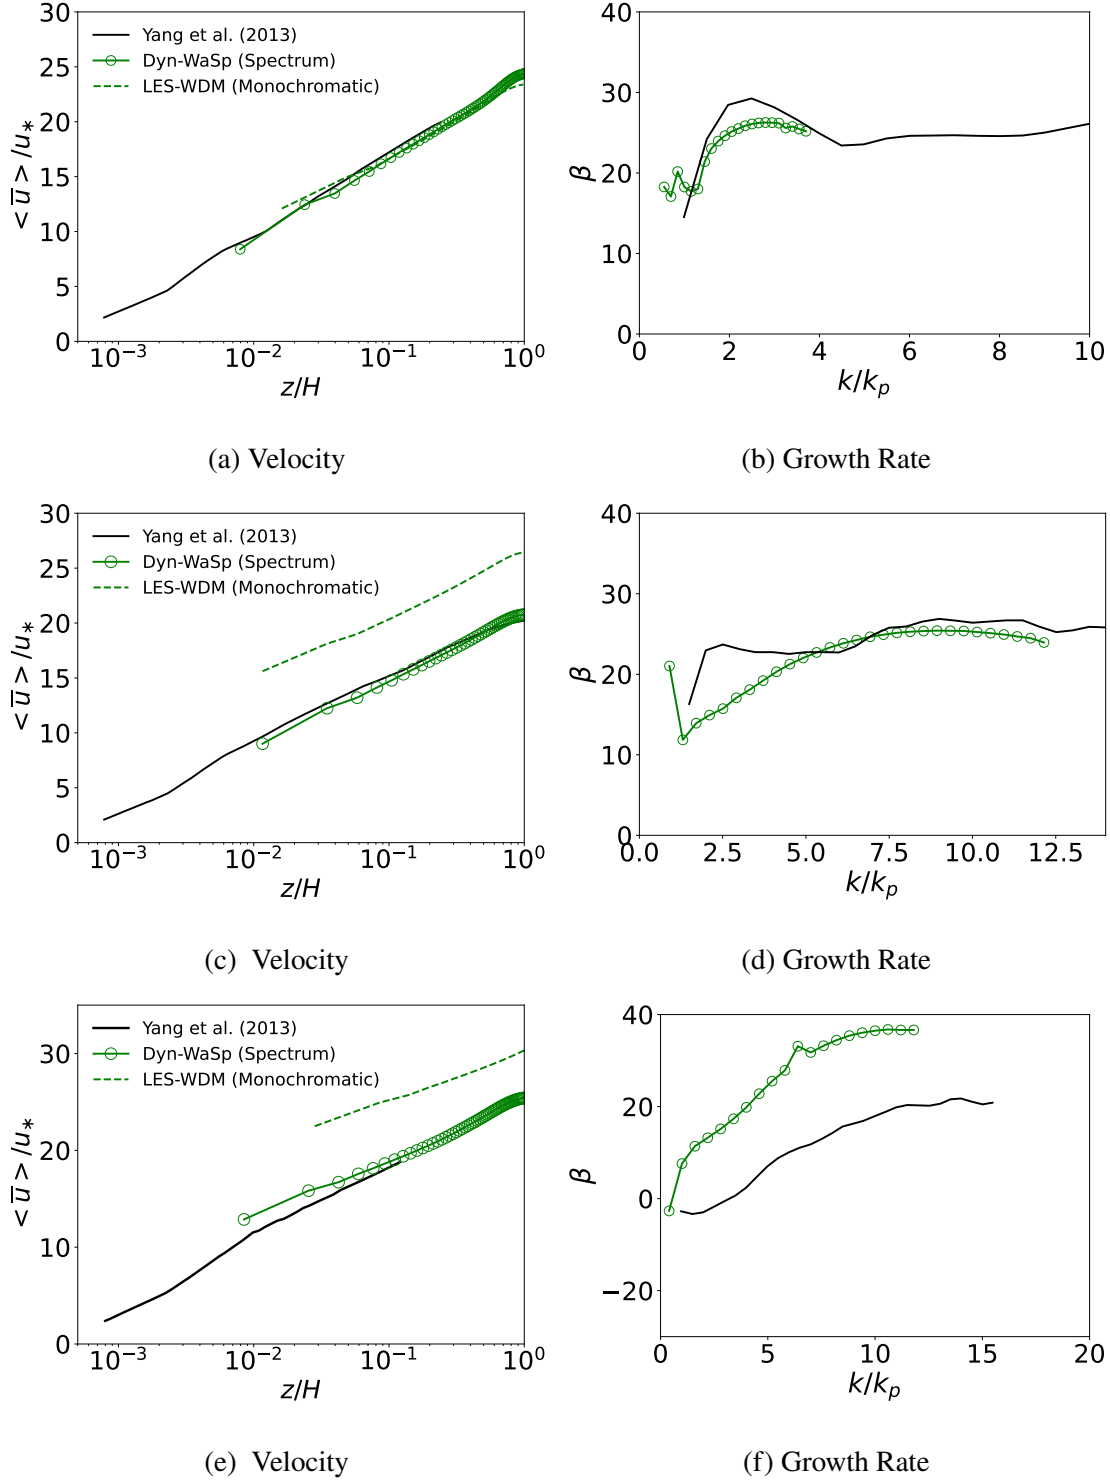 30
25
20
15
10
5
0
< u̅ > /u*
Yang et al. (2013)
Dyn-WaSp (Spectrum)
LES-WDM (Monochromatic)
10⁻³ 10⁻² 10⁻¹ 10⁰
z/H
(a) Velocity
40
30
20
10
0
β
0 2 4 6 8 10
k/kₚ
(b) Growth Rate
30
25
20
15
10
5
0
< u̅ > /u*
Yang et al. (2013)
Dyn-WaSp (Spectrum)
LES-WDM (Monochromatic)
10⁻³ 10⁻² 10⁻¹ 10⁰
z/H
(c) Velocity
40
30
20
10
0
β
0.0 2.5 5.0 7.5 10.0 12.5
k/kₚ
(d) Growth Rate
30
20
10
0
< u̅ > /u*
Yang et al. (2013)
Dyn-WaSp (Spectrum)
LES-WDM (Monochromatic)
10⁻³ 10⁻² 10⁻¹ 10⁰
z/H
(e) Velocity
40
20
0
−20
β
0 5 10 15 20
k/kₚ
(f) Growth Rate